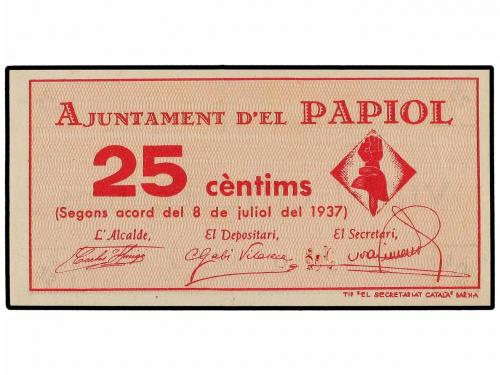 AJUNTAMENT D'EL PAPIOL
25 cèntims
(Segons acord del 8 de juliol del 1937)
L'Alcalde, El Depositari, El Secretari,
TIP "EL SECRETARIAT CATALÀ" BARNA